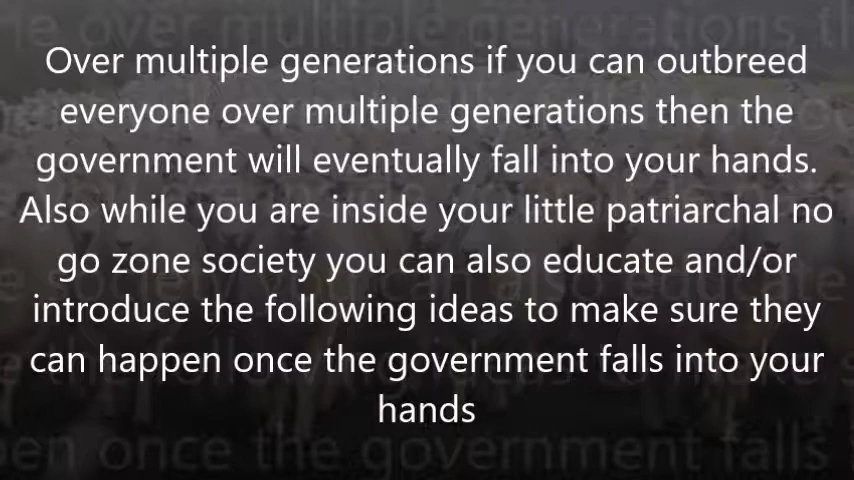 Over multiple generations if you can outbreed
everyone over multiple generations then the
government will eventually fall into your hands.
Also while you are inside your little patriarchal no
go zone society you can also educate and/or
introduce the following ideas to make sure they
can happen once the government falls into your
hands